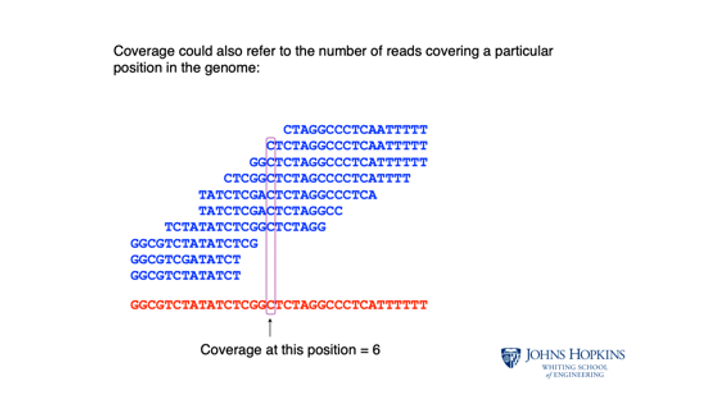 Coverage could also refer to the number of reads covering a particular
position in the genome:
CTAGGCCCTCAATTTTT
CTCTAGGCCCTCAATTTTT
GGCTCTAGGCCCTCATTTTTT
CTCGGCTCTAGCCCCTCATTTT
TATCTCGACTCTAGGCCCTCA
TATCTCGACTCTAGGCC
TCTATATCTCGGCTCTAGG
GGCGTCTATATCTCG
GGCGTCGATATCT
GGCGTCTATATCT
GGCGTCTATATCTCGGCTCTAGGCCCTCATTTTTT
Coverage at this position = 6
JOHNS HOPKINS
WHITING SCHOOL
of ENGINEERING